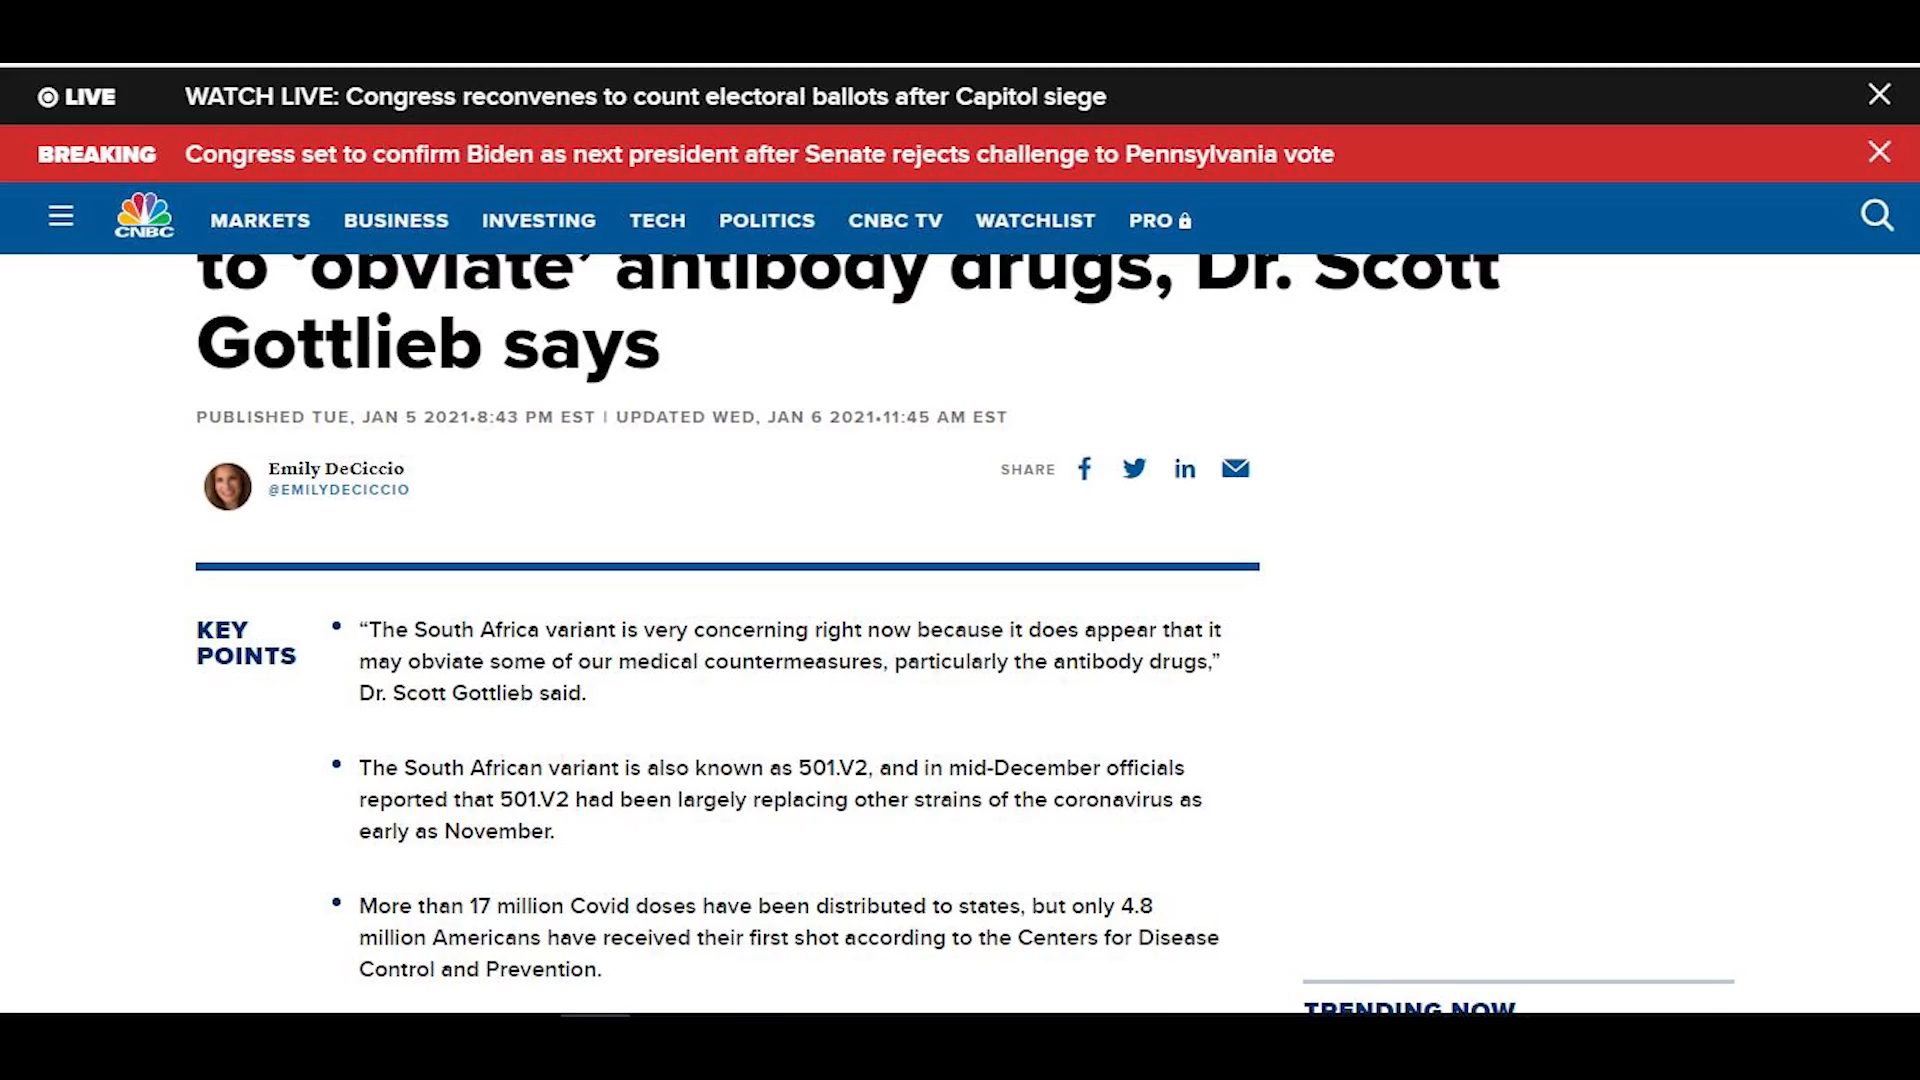 LIVE WATCH LIVE: Congress reconvenes to count electoral ballots after Capitol siege
BREAKING Congress set to confirm Biden as next president after Senate rejects challenge to Pennsylvania vote
CNBC MARKETS BUSINESS INVESTING TECH POLITICS CNBC TV WATCHLIST PRO
to ‘obviate’ antibody drugs, Dr. Scott
Gottlieb says
PUBLISHED TUE, JAN 5 2021•8:43 PM EST | UPDATED WED, JAN 6 2021•11:45 AM EST
Emily DeCiccio
@EMILYDECICCIO
SHARE
KEY
POINTS
• “The South Africa variant is very concerning right now because it does appear that it
may obviate some of our medical countermeasures, particularly the antibody drugs,”
Dr. Scott Gottlieb said.
• The South African variant is also known as 501.V2, and in mid-December officials
reported that 501.V2 had been largely replacing other strains of the coronavirus as
early as November.
• More than 17 million Covid doses have been distributed to states, but only 4.8
million Americans have received their first shot according to the Centers for Disease
Control and Prevention.
TRENDING NOW